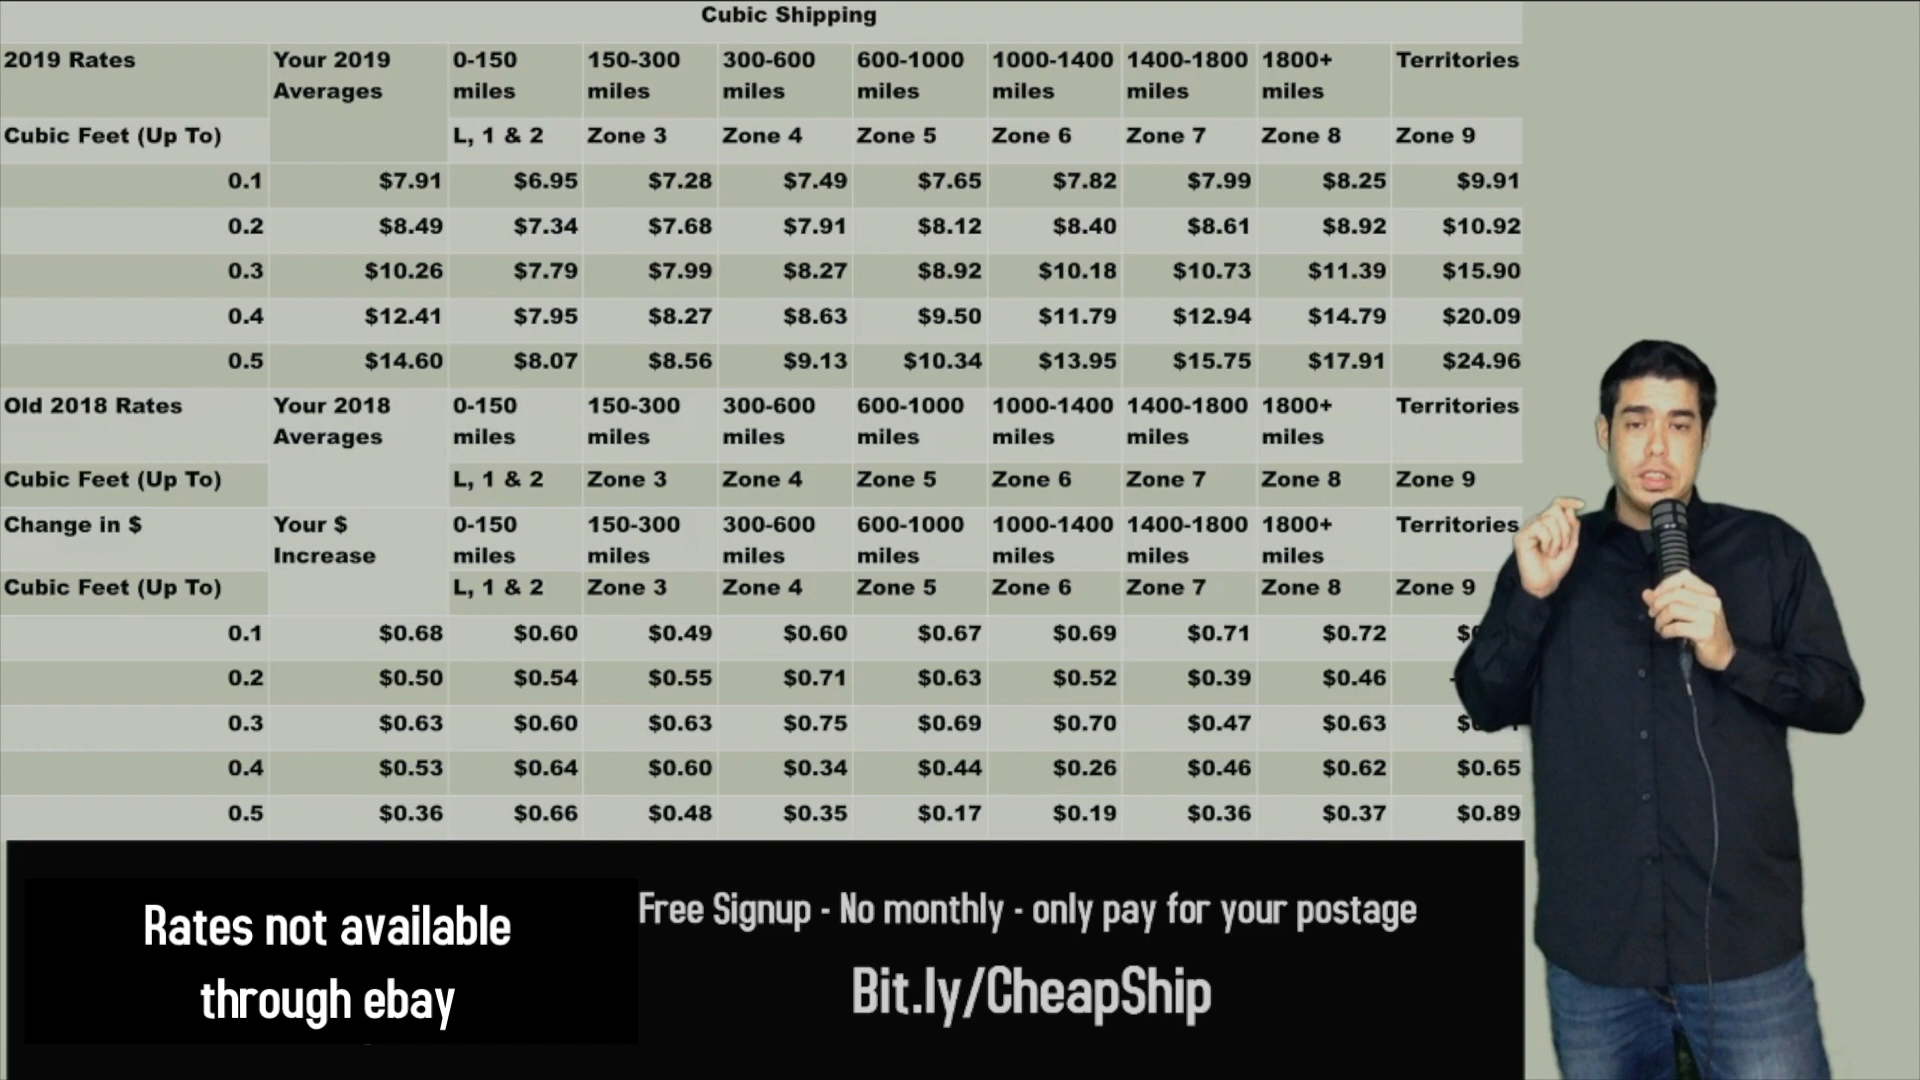 Cubic Shipping
2019 Rates Your 2019 Averages 0-150 miles 150-300 miles 300-600 miles 600-1000 miles 1000-1400 miles 1400-1800 miles 1800+ miles Territories
Cubic Feet (Up To) L, 1 & 2 Zone 3 Zone 4 Zone 5 Zone 6 Zone 7 Zone 8 Zone 9
0.1 $7.91 $6.95 $7.28 $7.49 $7.65 $7.82 $7.99 $8.25 $9.91
0.2 $8.49 $7.34 $7.68 $7.91 $8.12 $8.40 $8.61 $8.92 $10.92
0.3 $10.26 $7.79 $7.99 $8.27 $8.92 $10.18 $10.73 $11.39 $15.90
0.4 $12.41 $7.95 $8.27 $8.63 $9.50 $11.79 $12.94 $14.79 $20.09
0.5 $14.60 $8.07 $8.56 $9.13 $10.34 $13.95 $15.75 $17.91 $24.96
Old 2018 Rates Your 2018 Averages 0-150 miles 150-300 miles 300-600 miles 600-1000 miles 1000-1400 miles 1400-1800 miles 1800+ miles Territories
Cubic Feet (Up To) L, 1 & 2 Zone 3 Zone 4 Zone 5 Zone 6 Zone 7 Zone 8 Zone 9
Change in $ Your $ Increase 0-150 miles 150-300 miles 300-600 miles 600-1000 miles 1000-1400 miles 1400-1800 miles 1800+ miles Territories
Cubic Feet (Up To) L, 1 & 2 Zone 3 Zone 4 Zone 5 Zone 6 Zone 7 Zone 8 Zone 9
0.1 $0.68 $0.60 $0.49 $0.60 $0.67 $0.69 $0.71 $0.72
0.2 $0.50 $0.54 $0.55 $0.71 $0.63 $0.52 $0.39 $0.46
0.3 $0.63 $0.60 $0.63 $0.75 $0.69 $0.70 $0.47 $0.63
0.4 $0.53 $0.64 $0.60 $0.34 $0.44 $0.26 $0.46 $0.62 $0.65
0.5 $0.36 $0.66 $0.48 $0.35 $0.17 $0.19 $0.36 $0.37 $0.89
Rates not available
through ebay
Free Signup - No monthly - only pay for your postage
Bit.ly/CheapShip